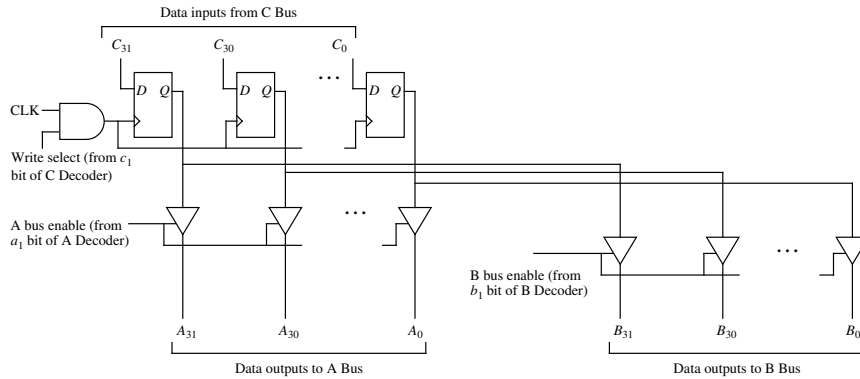 Data inputs from C Bus
C31 C30 C0
...
D Q D Q D Q
CLK
Write select (from c1
bit of C Decoder)
A bus enable (from
a1 bit of A Decoder)
...
B bus enable (from
b1 bit of B Decoder)
...
A31 A30 A0 B31 B30 B0
Data outputs to A Bus Data outputs to B Bus